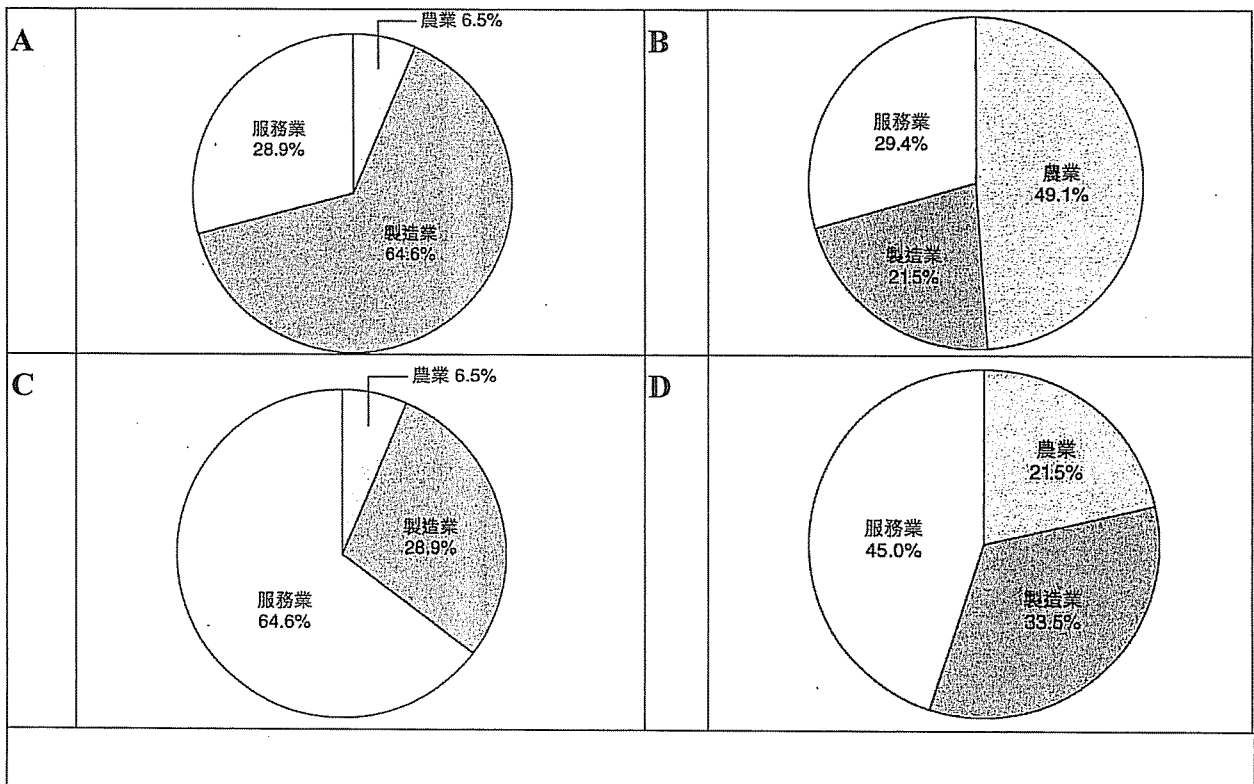 A
農業 6.5%
服務業
28.9%
製造業
64.6%
B
服務業
29.4%
農業
49.1%
製造業
21.5%
C
農業 6.5%
製造業
28.9%
服務業
64.6%
D
農業
21.5%
服務業
45.0%
製造業
33.5%